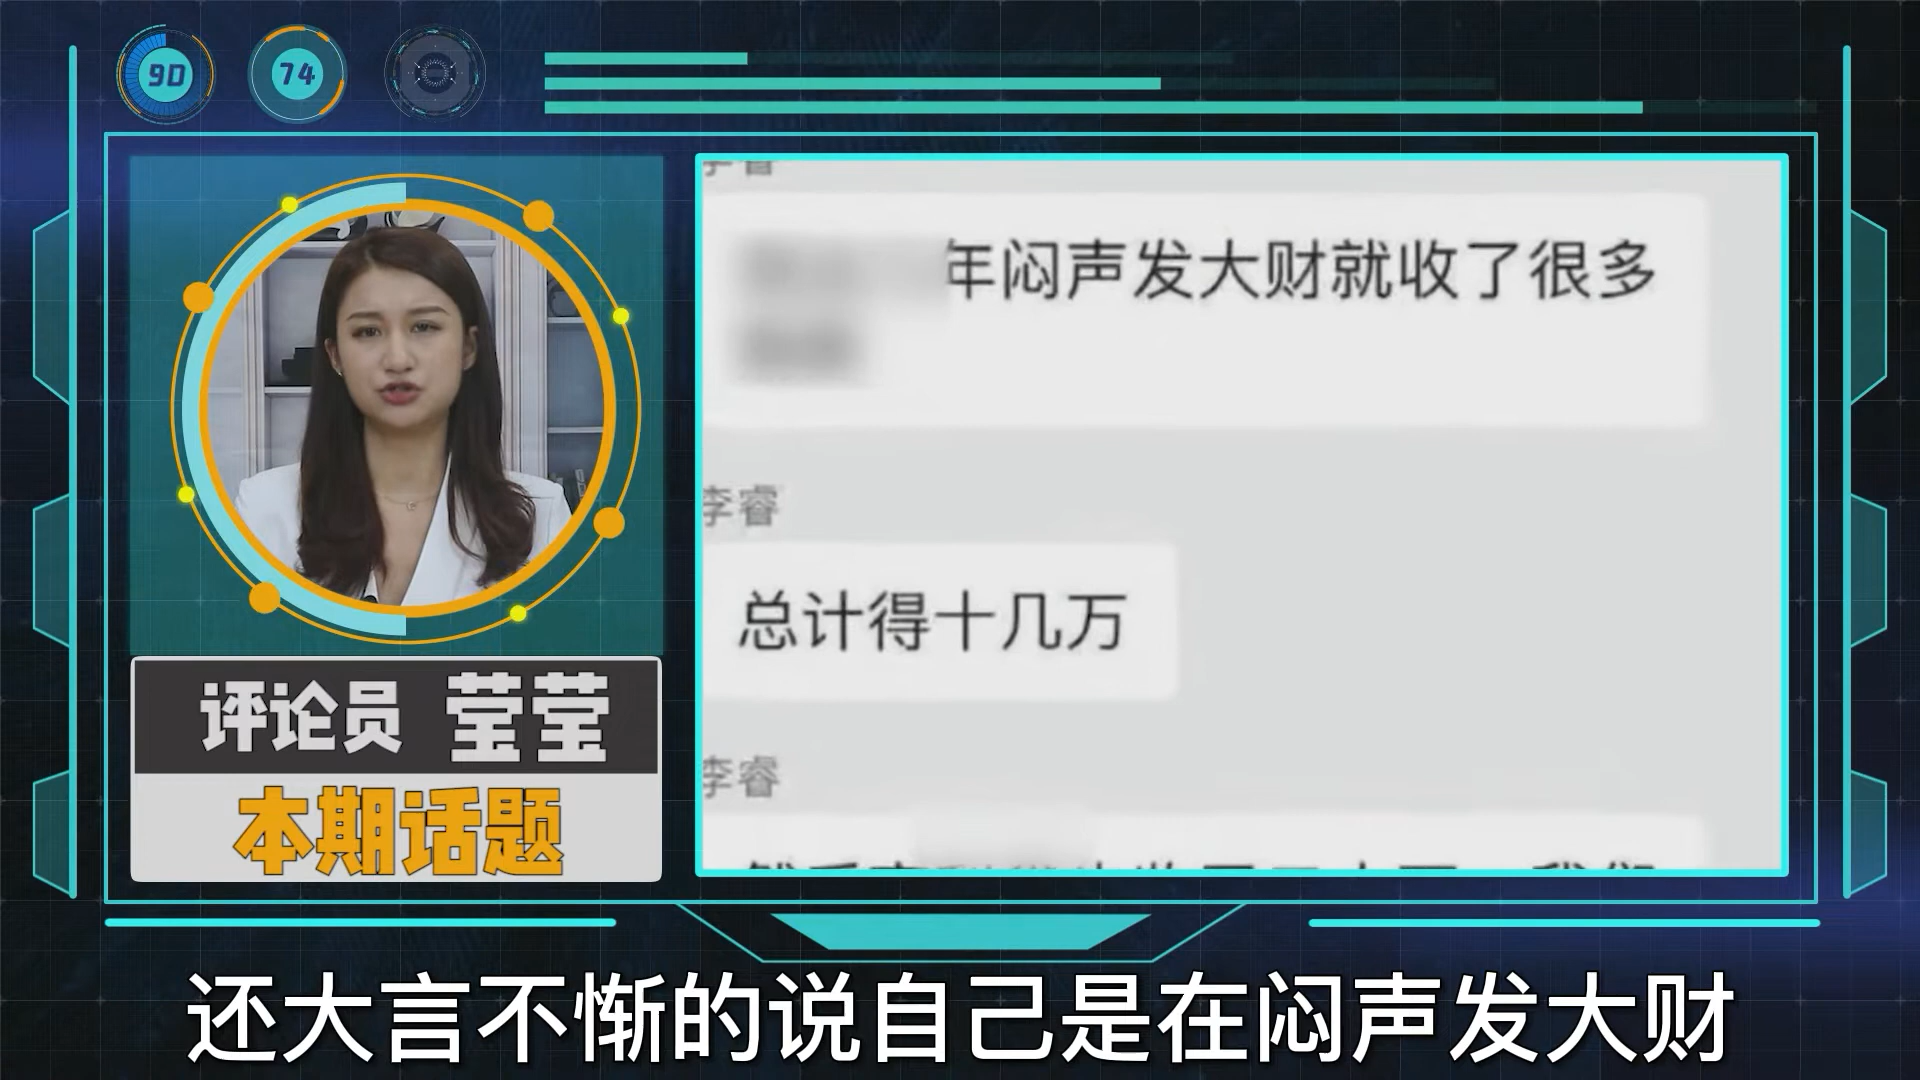 90
74
年闷声发大财就收了很多
李睿
总计得十几万
李睿
评论员 莹莹
本期话题
还大言不惭的说自己是在闷声发大财